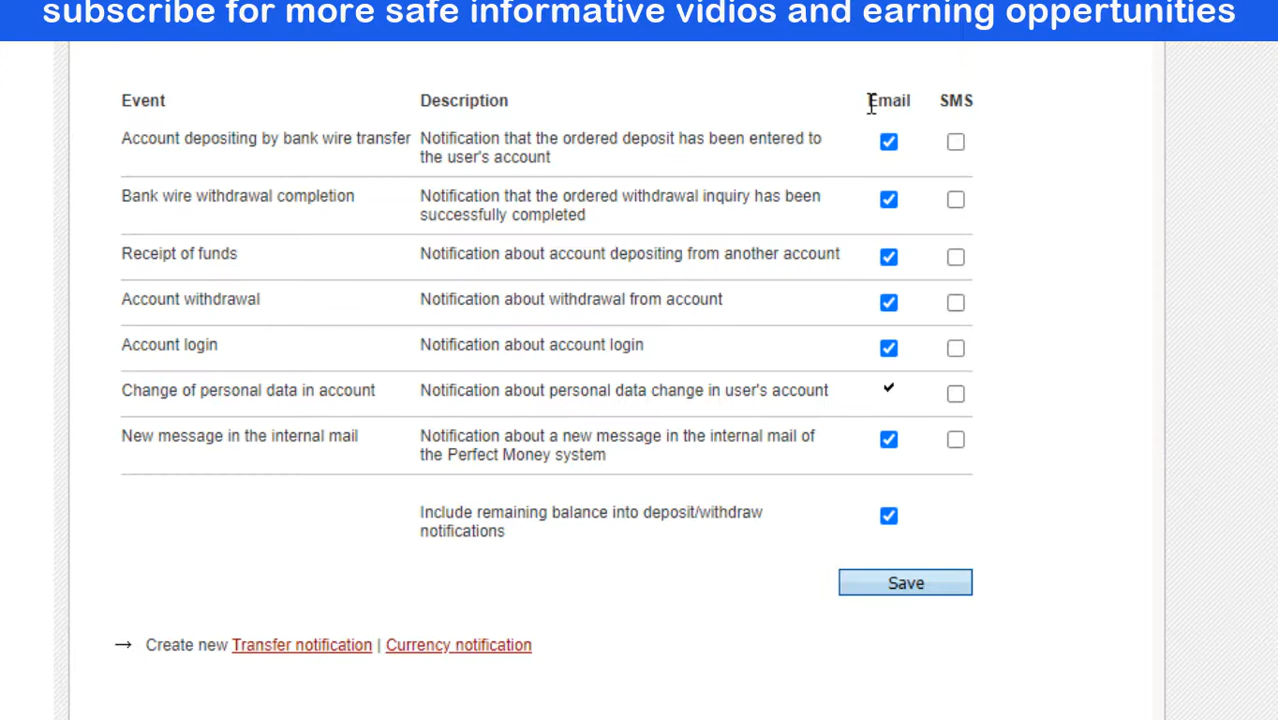 subscribe for more safe informative vidios and earning oppertunities
Event Description Email SMS
Account depositing by bank wire transfer Notification that the ordered deposit has been entered to
the user's account
Bank wire withdrawal completion Notification that the ordered withdrawal inquiry has been
successfully completed
Receipt of funds Notification about account depositing from another account
Account withdrawal Notification about withdrawal from account
Account login Notification about account login
Change of personal data in account Notification about personal data change in user's account
New message in the internal mail Notification about a new message in the internal mail of
the Perfect Money system
Include remaining balance into deposit/withdraw
notifications
Save
→ Create new Transfer notification | Currency notification